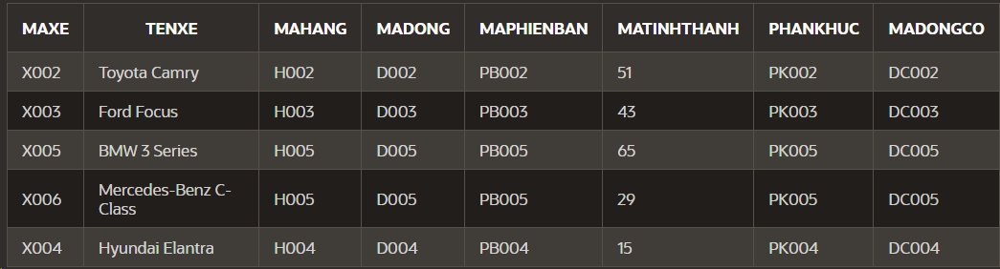 MAXE TENXE MAHANG MADONG MAPHIENBAN MATINHTHANH PHANKHUC MADONGCO
X002 Toyota Camry H002 D002 PB002 51 PK002 DC002
X003 Ford Focus H003 D003 PB003 43 PK003 DC003
X005 BMW 3 Series H005 D005 PB005 65 PK005 DC005
X006 Mercedes-Benz C-
Class H005 D005 PB005 29 PK005 DC005
X004 Hyundai Elantra H004 D004 PB004 15 PK004 DC004